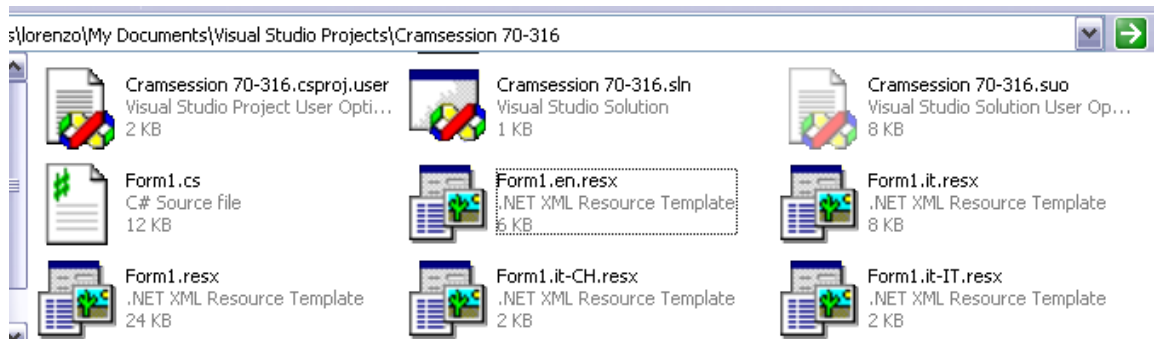 s\lorenzo\My Documents\Visual Studio Projects\Cramsession 70-316
Cramsession 70-316.csproj.user
Visual Studio Project User Opti...
2 KB
Cramsession 70-316.sln
Visual Studio Solution
1 KB
Cramsession 70-316.suo
Visual Studio Solution User Op...
8 KB
Form1.cs
C# Source file
12 KB
Form1.en.resx
.NET XML Resource Template
6 KB
Form1.it.resx
.NET XML Resource Template
8 KB
Form1.resx
.NET XML Resource Template
24 KB
Form1.it-CH.resx
.NET XML Resource Template
2 KB
Form1.it-IT.resx
.NET XML Resource Template
2 KB